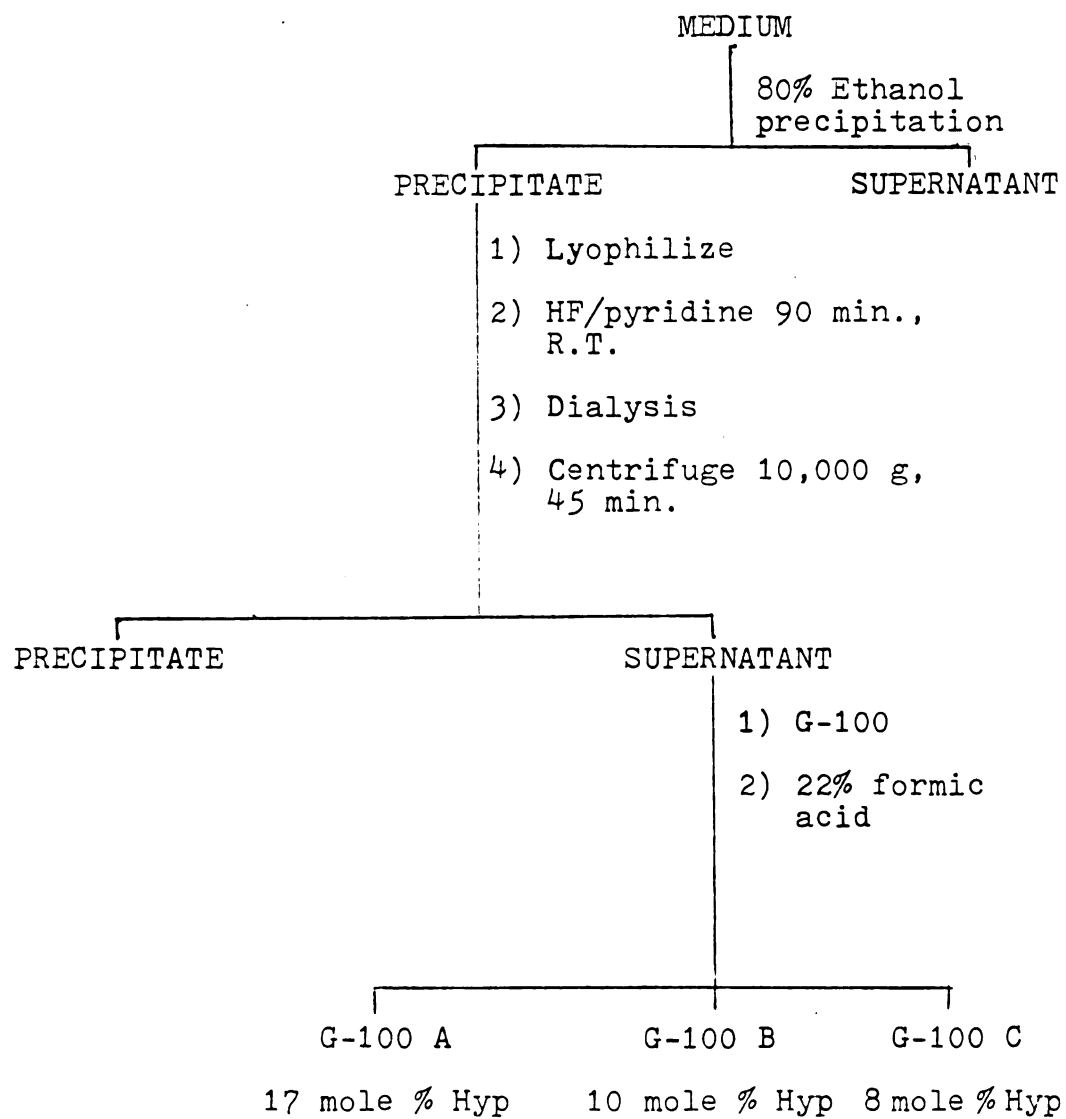 MEDIUM
80% Ethanol
precipitation
PRECIPITATE SUPERNATANT
1) Lyophilize
2) HF/pyridine 90 min.,
R.T.
3) Dialysis
4) Centrifuge 10,000 g,
45 min.
PRECIPITATE SUPERNATANT
1) G-100
2) 22% formic
acid
G-100 A G-100 B G-100 C
17 mole % Hyp 10 mole % Hyp 8 mole % Hyp